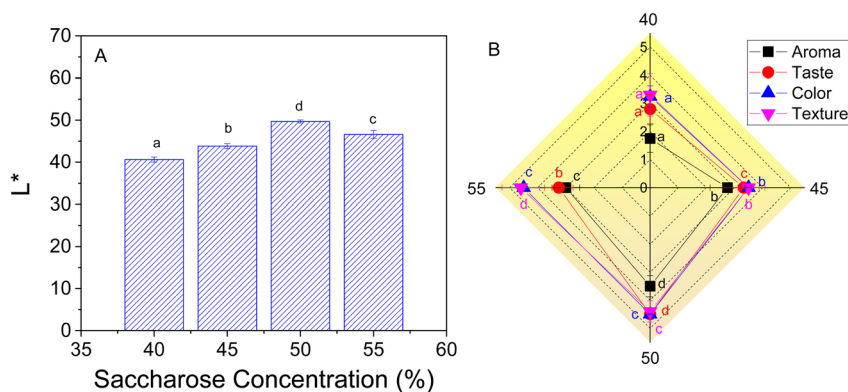 A
70
60
50
40
30
20
10
0
L*
a
b
d
c
35 40 45 50 55 60
Saccharose Concentration (%)
B
40
5
4
3
2
1
0
a
a
a
a
55
45
50
c
b
c
d
c
b
b
b
d
c
d
c
Aroma
Taste
Color
Texture